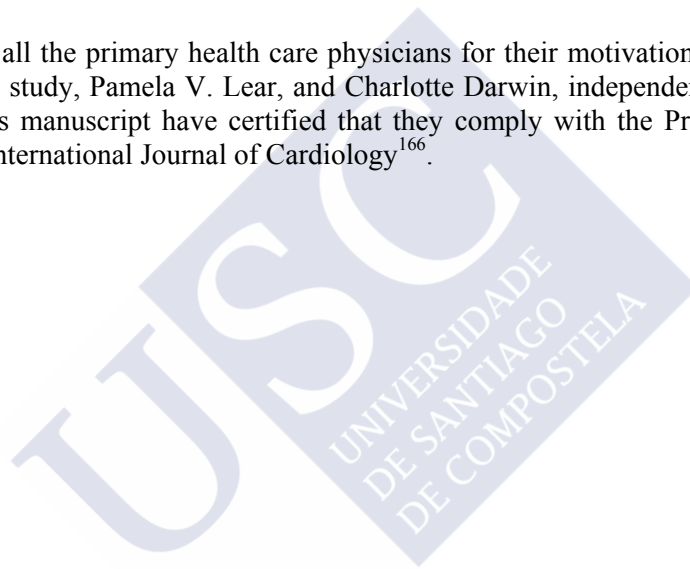 all the primary health care physicians for their motivation
study, Pamela V. Lear, and Charlotte Darwin, independe
s manuscript have certified that they comply with the Pr
nternational Journal of Cardiology166.
USC
UNIVERSIDADE
DE SANTIAGO
DE COMPOSTELA